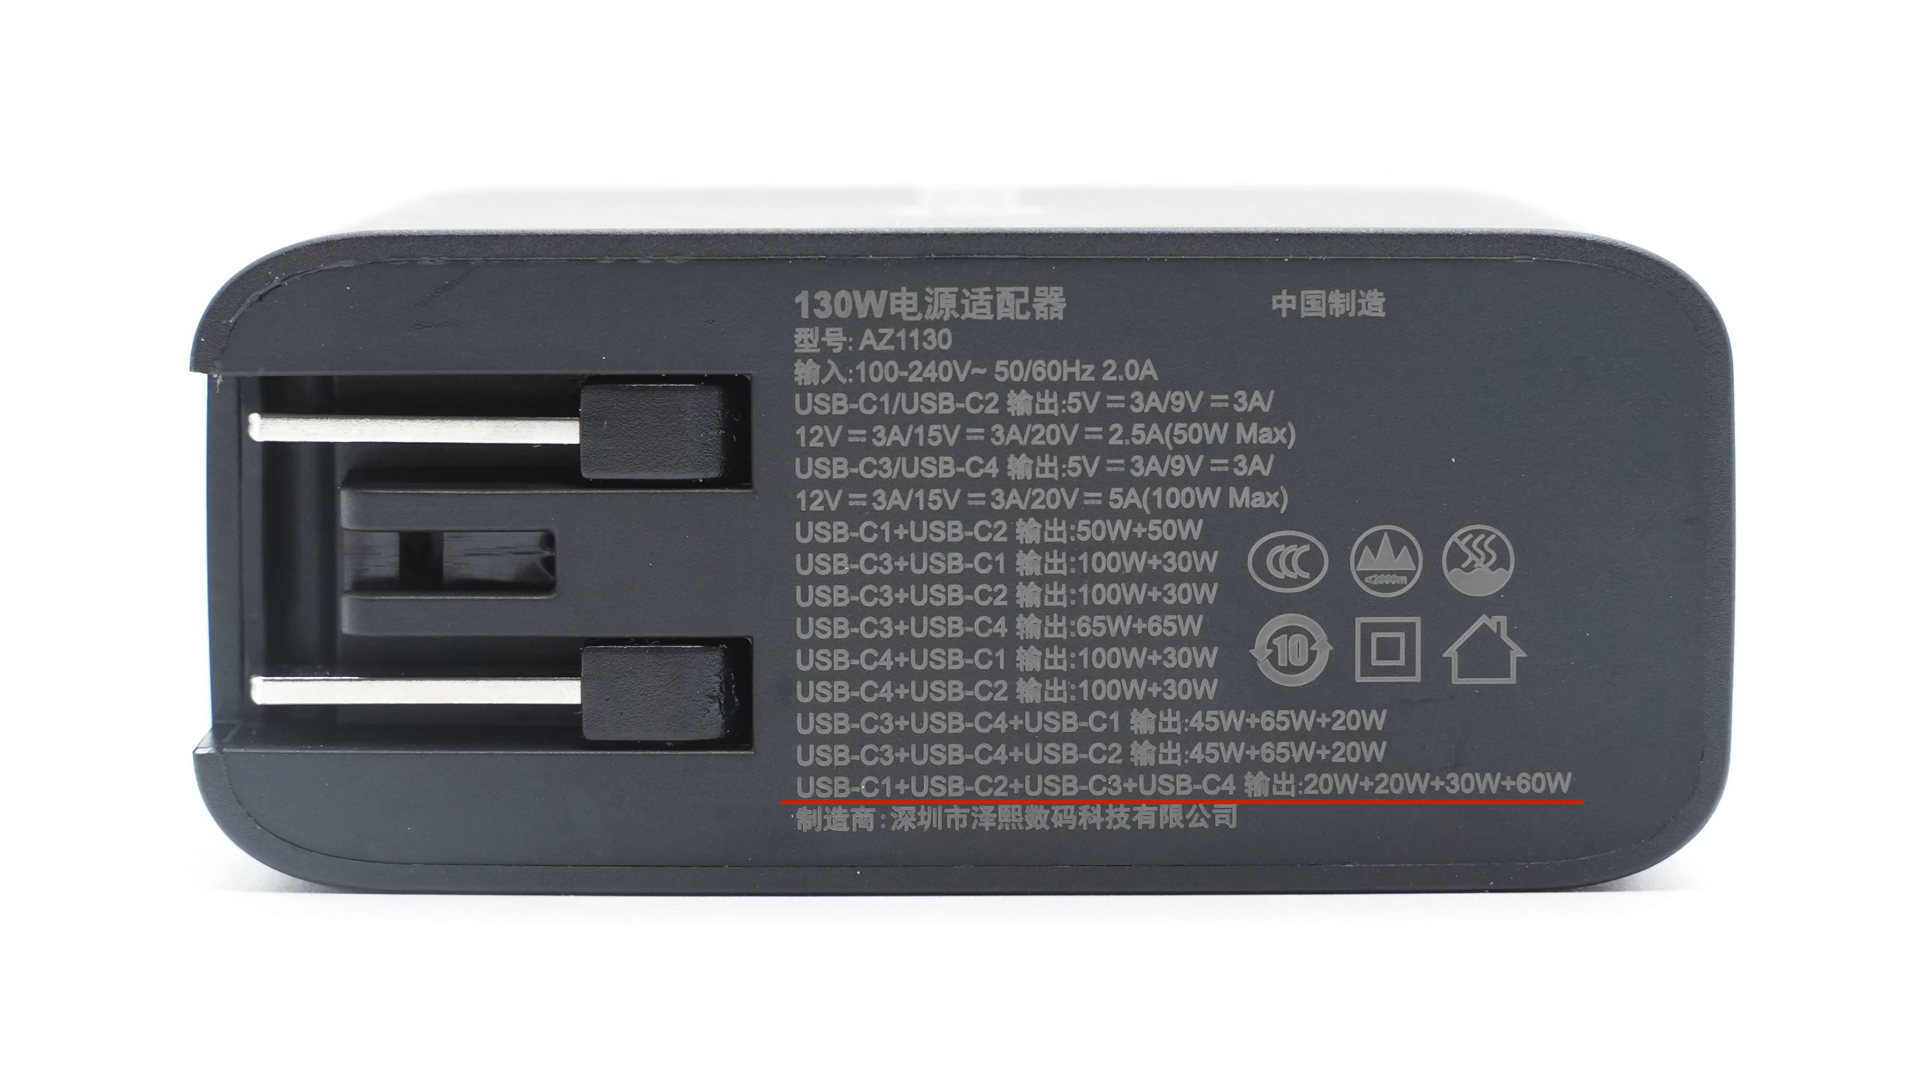 130W电源适配器 中国制造
型号: AZ1130
输入:100-240V~ 50/60Hz 2.0A
USB-C1/USB-C2 输出:5V⎓3A/9V⎓3A/
12V⎓3A/15V⎓3A/20V⎓2.5A(50W Max)
USB-C3/USB-C4 输出:5V⎓3A/9V⎓3A/
12V⎓3A/15V⎓3A/20V⎓5A(100W Max)
USB-C1+USB-C2 输出:50W+50W
USB-C3+USB-C1 输出:100W+30W
USB-C3+USB-C2 输出:100W+30W
USB-C3+USB-C4 输出:65W+65W
USB-C4+USB-C1 输出:100W+30W
USB-C4+USB-C2 输出:100W+30W
USB-C3+USB-C4+USB-C1 输出:45W+65W+20W
USB-C3+USB-C4+USB-C2 输出:45W+65W+20W
USB-C1+USB-C2+USB-C3+USB-C4 输出:20W+20W+30W+60W
制造商:深圳市泽熙数码科技有限公司
CCC
≤2000m
10